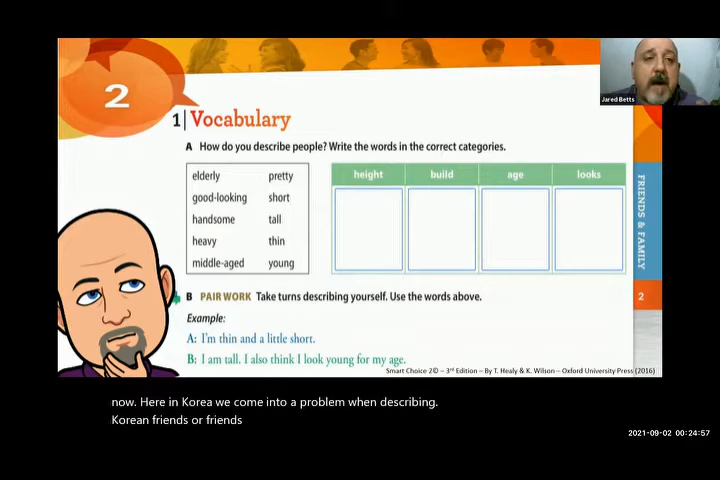 Jared Betts
2
1 | Vocabulary
A How do you describe people? Write the words in the correct categories.
elderly pretty
good-looking short
handsome tall
heavy thin
middle-aged young
height build age looks
FRIENDS & FAMILY
2
B PAIR WORK Take turns describing yourself. Use the words above.
Example:
A: I'm thin and a little short.
B: I am tall. I also think I look young for my age.
Smart Choice 2© – 3rd Edition – By T. Healy & K. Wilson – Oxford University Press (2016)
now. Here in Korea we come into a problem when describing.
Korean friends or friends
2021-09-02 00:24:57